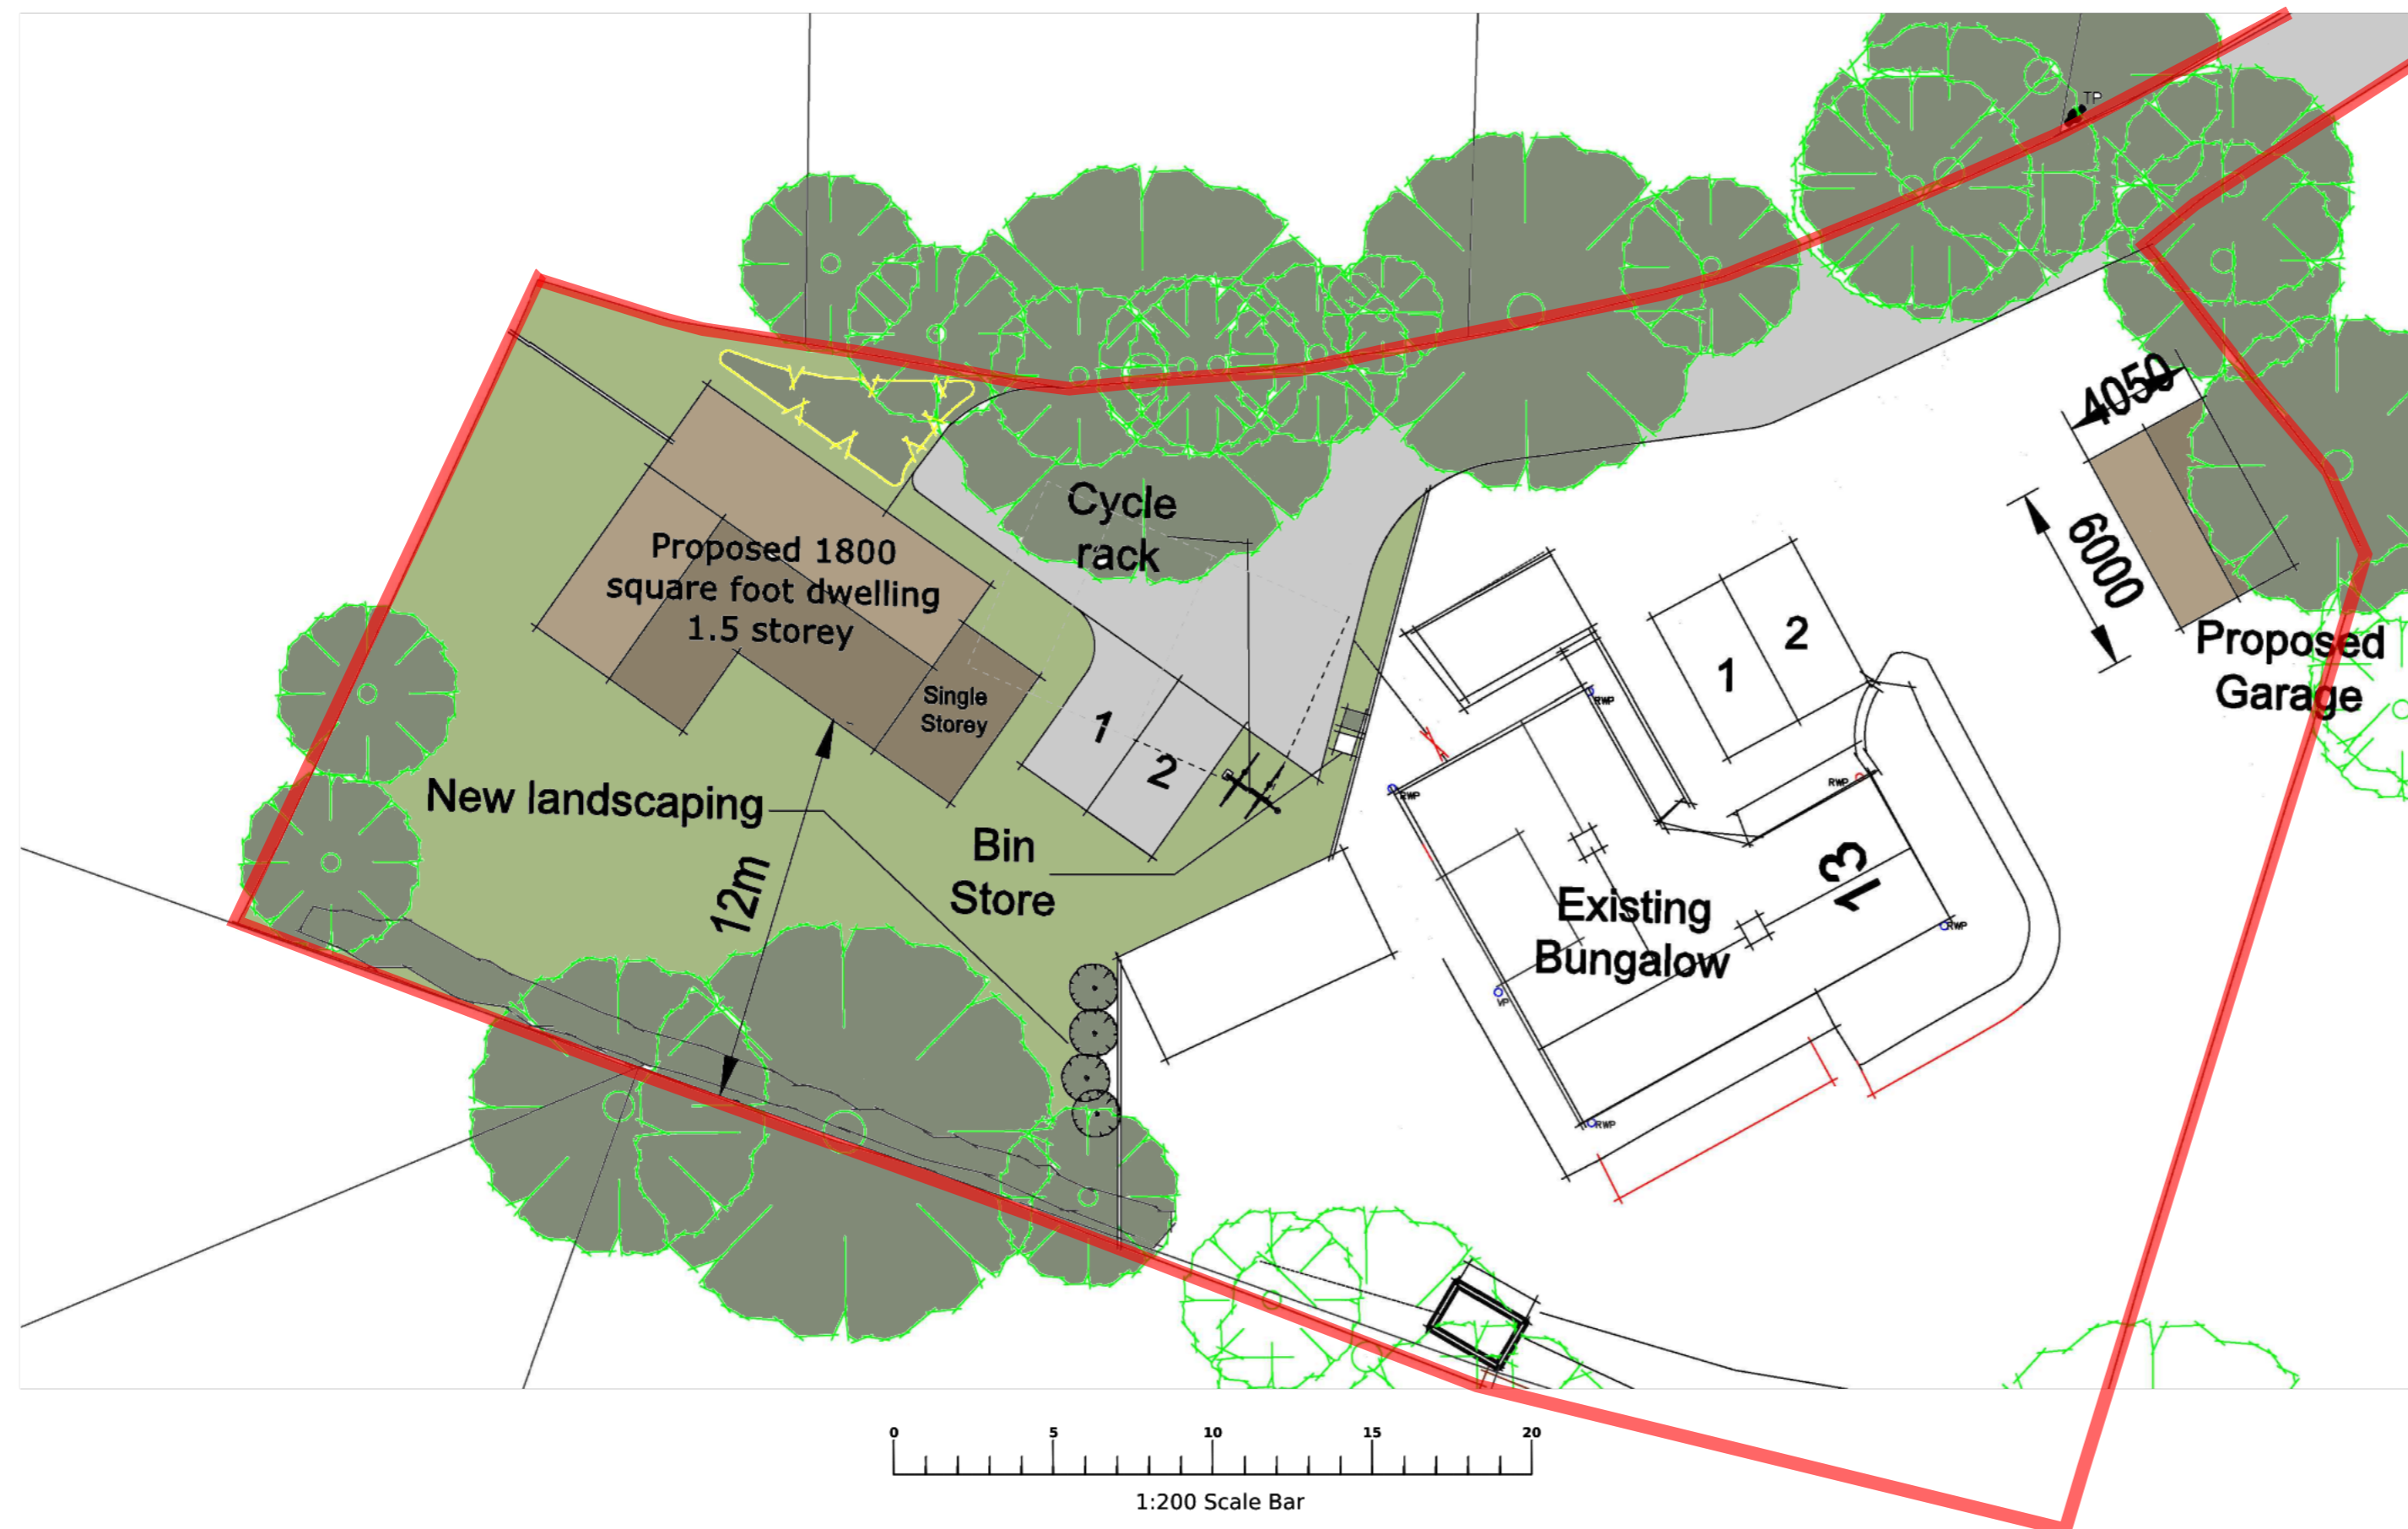 TP
4050
Cycle
rack
6000
Proposed 1800
square foot dwelling
1.5 storey
2
1
Proposed
Garage
Single
Storey
RWP
1
2
New landscaping
RWP
RWP
Bin
Store
12m
13
Existing
Bungalow
RWP
VP
RWP
0 5 10 15 20
1:200 Scale Bar